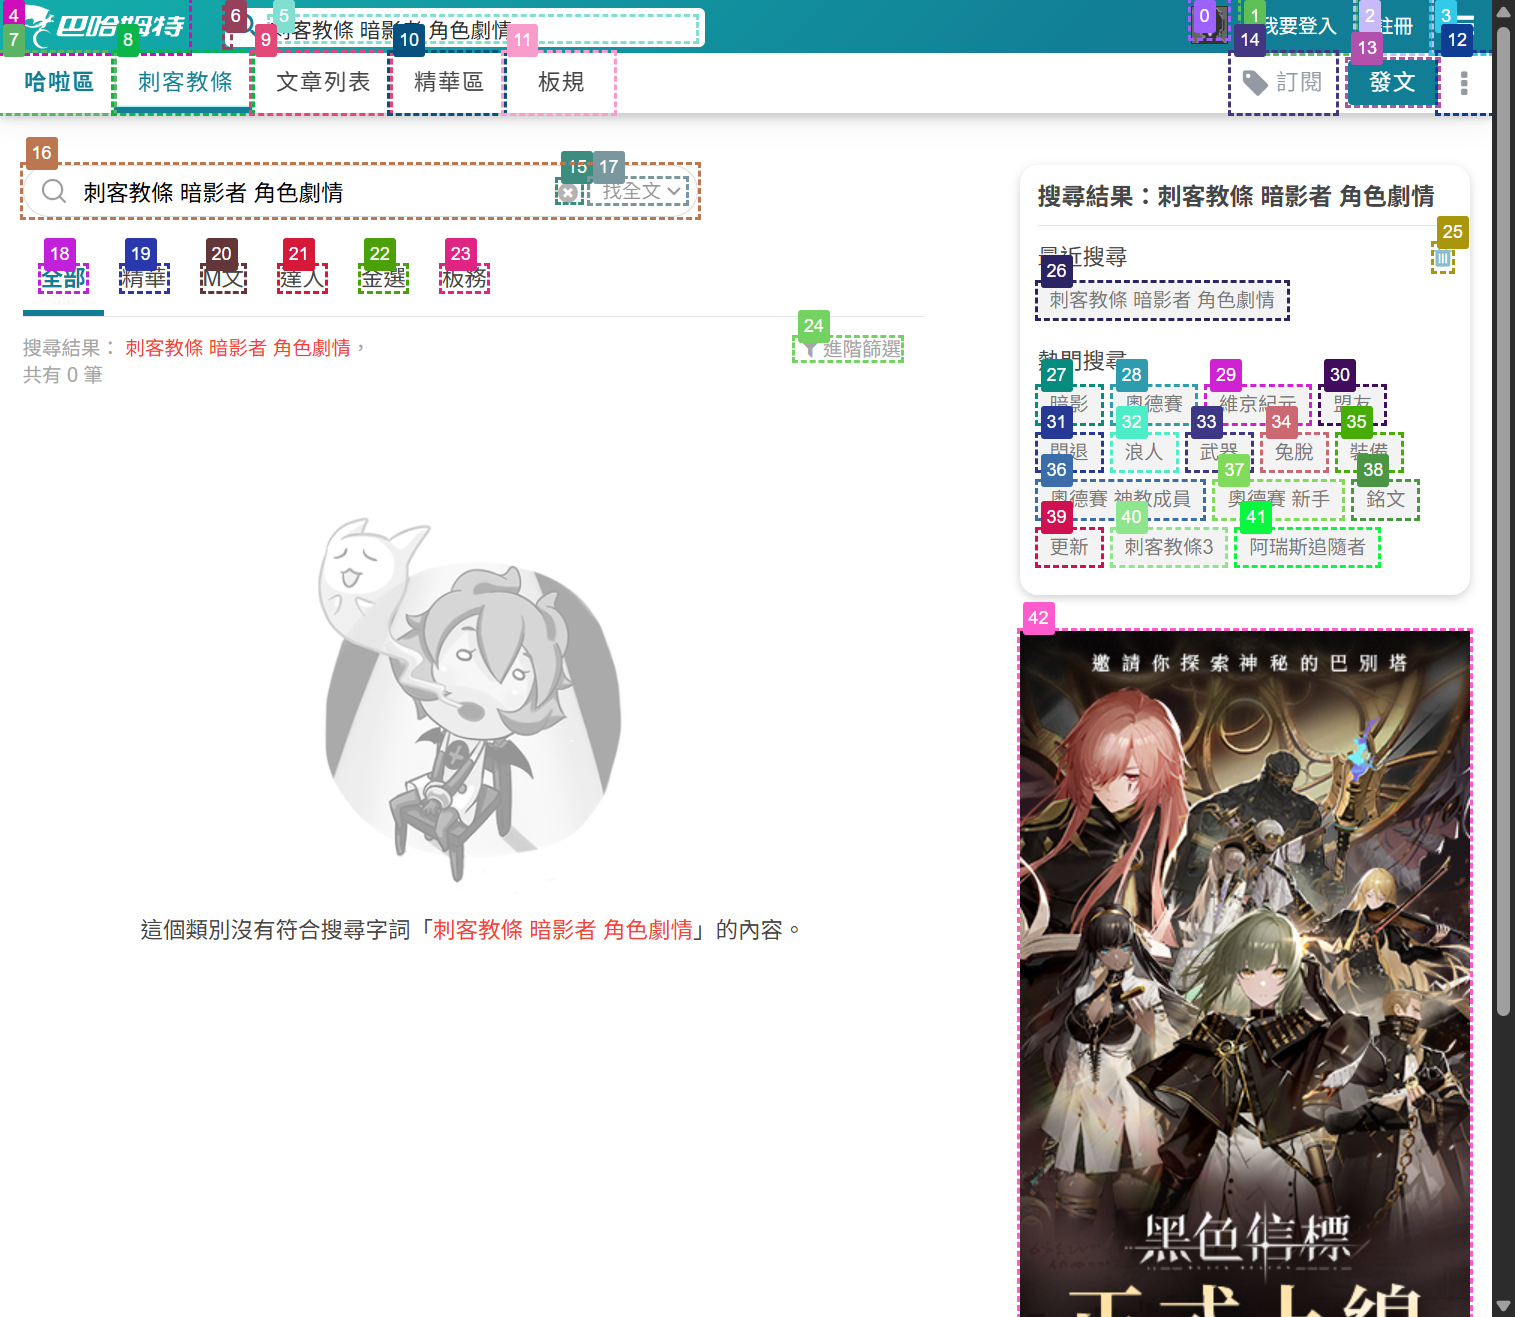 巴哈姆特
刺客教條 暗影者 角色劇情
我要登入
註冊
哈啦區
刺客教條
文章列表
精華區
板規
訂閱
發文
刺客教條 暗影者 角色劇情
找全文
全部
精華
M文
達人
金選
板務
搜尋結果： 刺客教條 暗影者 角色劇情，
共有 0 筆
進階篩選
這個類別沒有符合搜尋字詞「刺客教條 暗影者 角色劇情」的內容。
搜尋結果：刺客教條 暗影者 角色劇情
最近搜尋
刺客教條 暗影者 角色劇情
熱門搜尋
暗影
奧德賽
維京紀元
盟友
閃退
浪人
武器
兔脫
裝備
奧德賽 神教成員
奧德賽 新手
銘文
更新
刺客教條3
阿瑞斯追隨者
邀請你探索神秘的巴別塔
黑色信標
正式上線
0
1
2
3
4
5
6
7
8
9
10
11
12
13
14
15
16
17
18
19
20
21
22
23
24
25
26
27
28
29
30
31
32
33
34
35
36
37
38
39
40
41
42